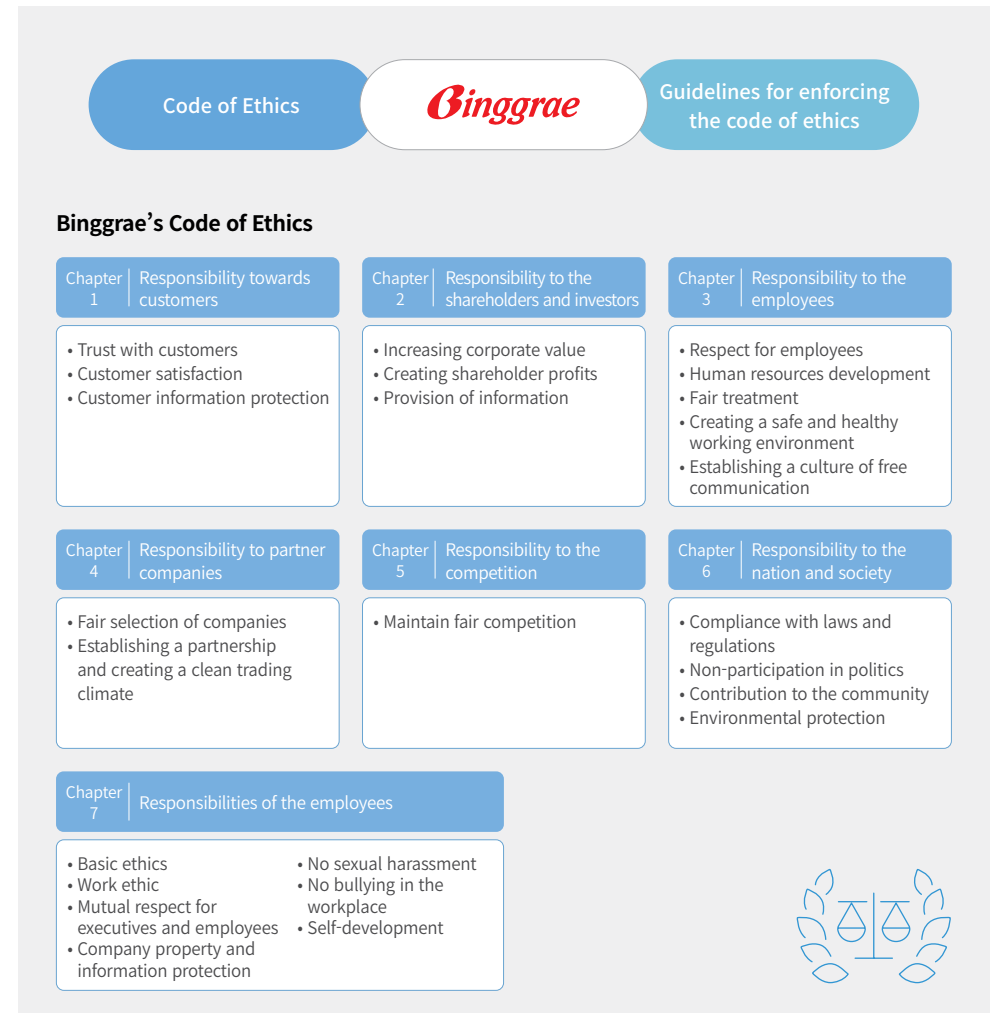 Code of Ethics
Binggrae
Guidelines for enforcing
the code of ethics
Binggrae's Code of Ethics
Chapter
1
Responsibility towards
customers
• Trust with customers
• Customer satisfaction
• Customer information protection
Chapter
2
Responsibility to the
shareholders and investors
• Increasing corporate value
• Creating shareholder profits
• Provision of information
Chapter
3
Responsibility to the
employees
• Respect for employees
• Human resources development
• Fair treatment
• Creating a safe and healthy
working environment
• Establishing a culture of free
communication
Chapter
4
Responsibility to partner
companies
• Fair selection of companies
• Establishing a partnership
and creating a clean trading
climate
Chapter
5
Responsibility to the
competition
• Maintain fair competition
Chapter
6
Responsibility to the
nation and society
• Compliance with laws and
regulations
• Non-participation in politics
• Contribution to the community
• Environmental protection
Chapter
7
Responsibilities of the employees
• Basic ethics
• Work ethic
• Mutual respect for
executives and employees
• Company property and
information protection
• No sexual harassment
• No bullying in the
workplace
• Self-development